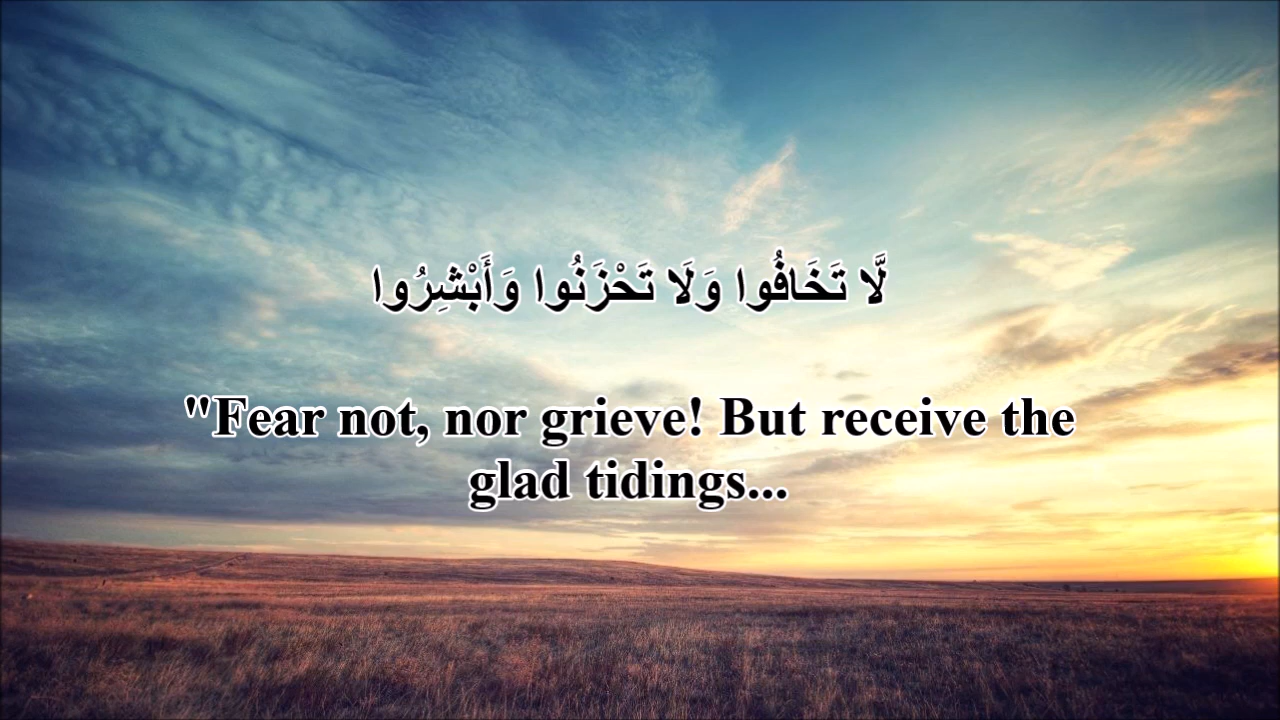 لَّا تَخَافُوا وَلَا تَحْزَنُوا وَأَبْشِرُوا
"Fear not, nor grieve! But receive the
glad tidings...